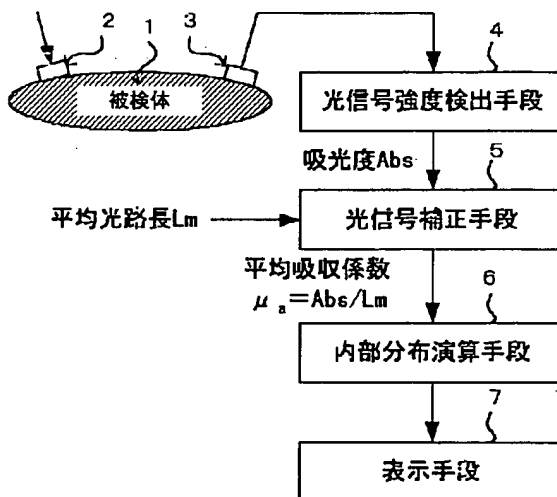 2 1 3
被検体
4
光信号強度検出手段
吸光度Abs
5
平均光路長Lm
光信号補正手段
平均吸収係数
μa=Abs/Lm
6
内部分布演算手段
7
表示手段